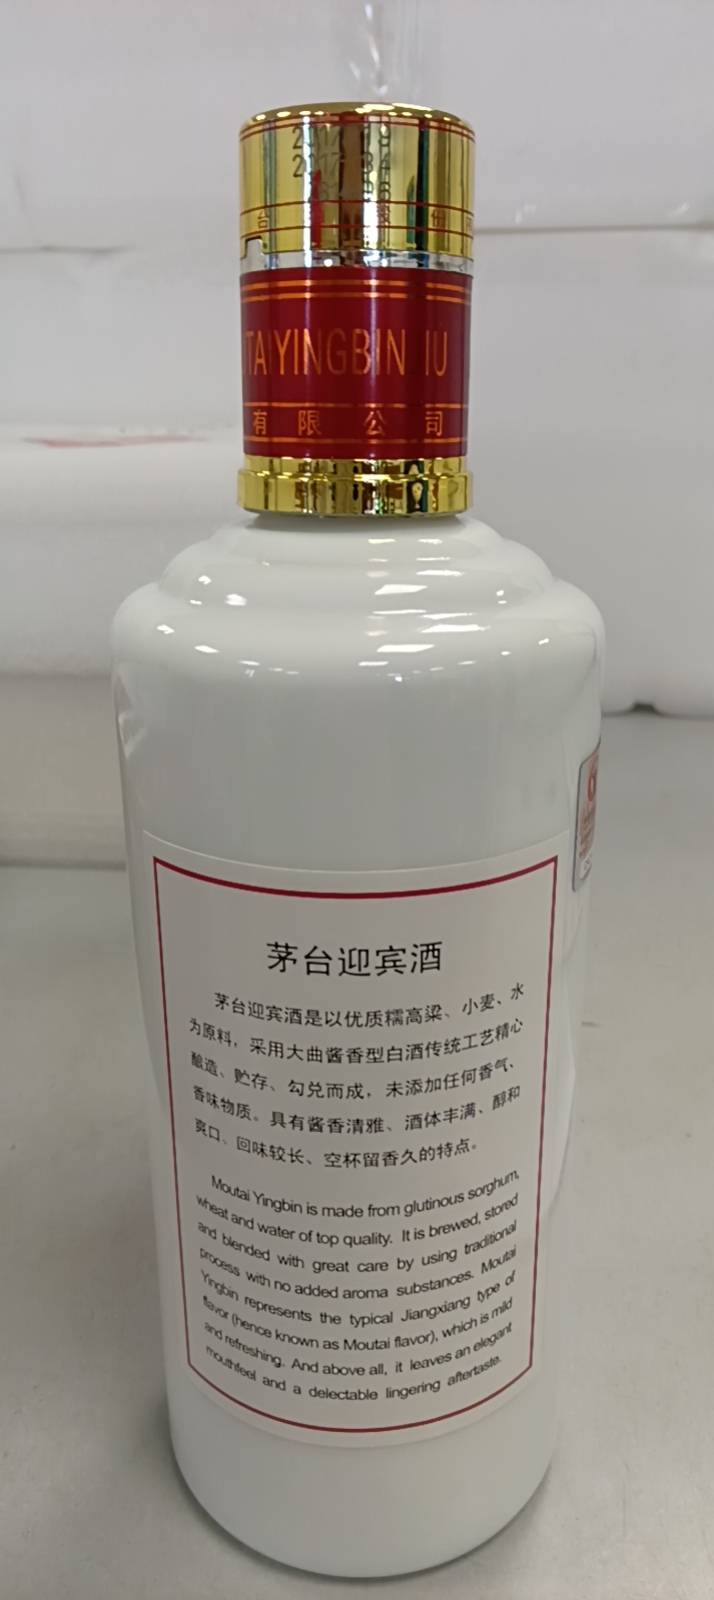 台 份 有
TAIYINGBIN IU
有限公司
茅台迎宾酒
茅台迎宾酒是以优质糯高粱、小麦、水
为原料，采用大曲酱香型白酒传统工艺精心
酿造、贮存、勾兑而成，未添加任何香气、
香味物质。具有酱香清雅、酒体丰满、醇和
爽口、回味较长、空杯留香久的特点。
Moutai Yingbin is made from glutinous sorghum,
wheat and water of top quality. It is brewed, stored
and blended with great care by using traditional
process with no added aroma substances. Moutai
Yingbin represents the typical Jiangxiang type of
flavor (hence known as Moutai flavor), which is mild
and refreshing. And above all, it leaves an elegant
mouthfeel and a delectable lingering aftertaste.